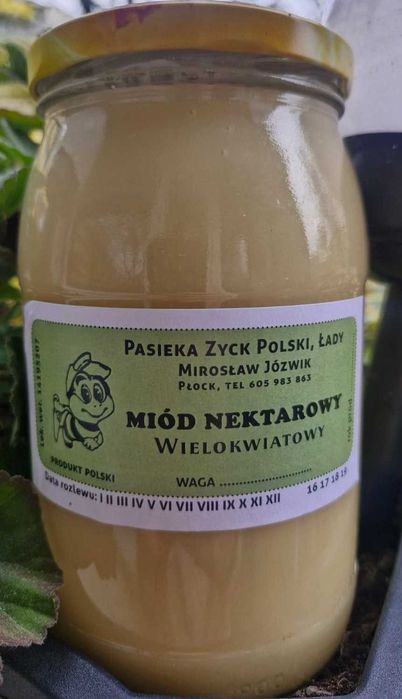 PASIEKA ZYCK POLSKI, ŁADY
MIROSŁAW JÓZWIK
PŁOCK, TEL 605 983 863
MIÓD NEKTAROWY
WIELOKWIATOWY
PRODUKT POLSKI
WAGA ........................
Data rozlewu: I II III IV V VI VII VIII IX X XI XII
16 17 18 19